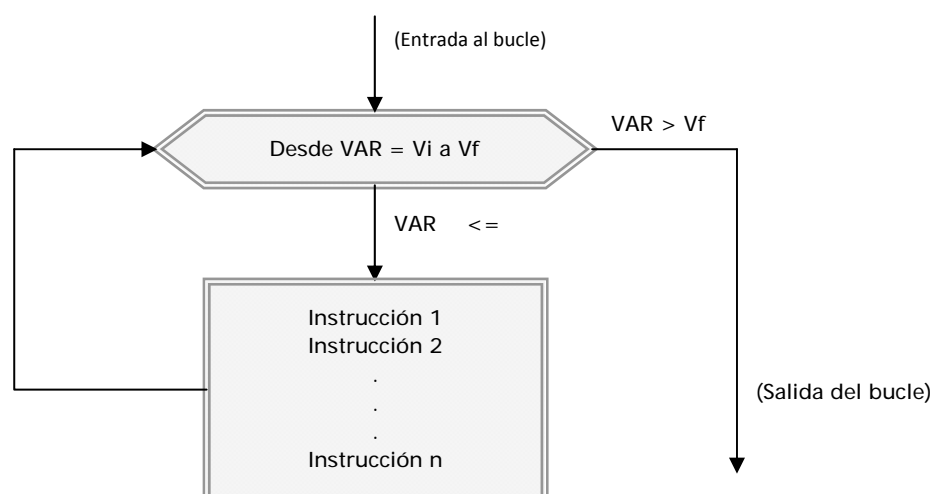 (Entrada al bucle)
VAR > Vf
Desde VAR = Vi a Vf
VAR <=
Instrucción 1
Instrucción 2
.
.
.
Instrucción n
(Salida del bucle)